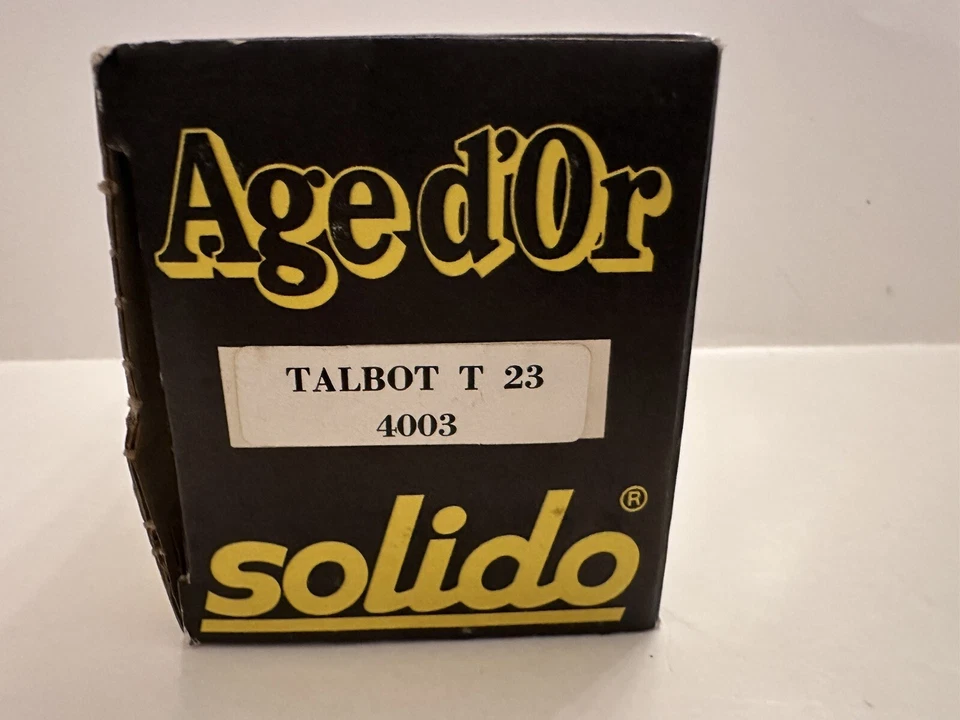 Age d'Or
TALBOT T 23
4003
solido ®